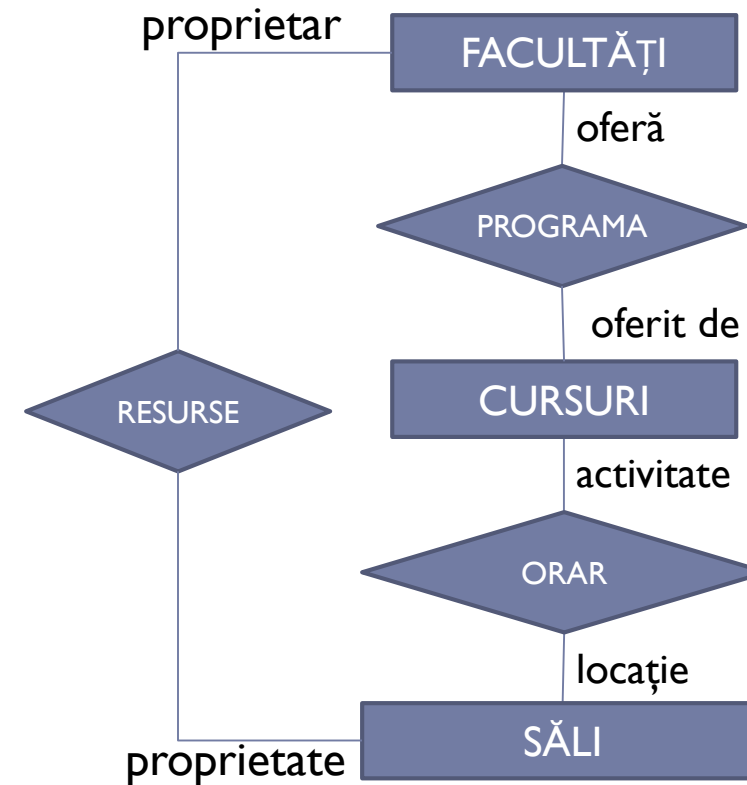 proprietar
FACULTĂȚI
oferă
PROGRAMA
oferit de
RESURSE
CURSURI
activitate
ORAR
locație
SĂLI
proprietate